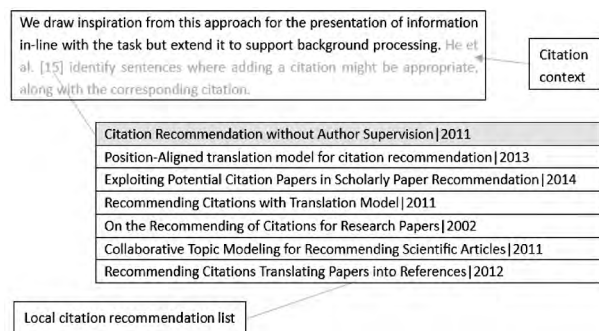 We draw inspiration from this approach for the presentation of information
in-line with the task but extend it to support background processing. He et
al. [15] identify sentences where adding a citation might be appropriate,
along with the corresponding citation.
Citation
context
Citation Recommendation without Author Supervision|2011
Position-Aligned translation model for citation recommendation|2013
Exploiting Potential Citation Papers in Scholarly Paper Recommendation|2014
Recommending Citations with Translation Model|2011
On the Recommending of Citations for Research Papers|2002
Collaborative Topic Modeling for Recommending Scientific Articles|2011
Recommending Citations Translating Papers into References|2012
Local citation recommendation list